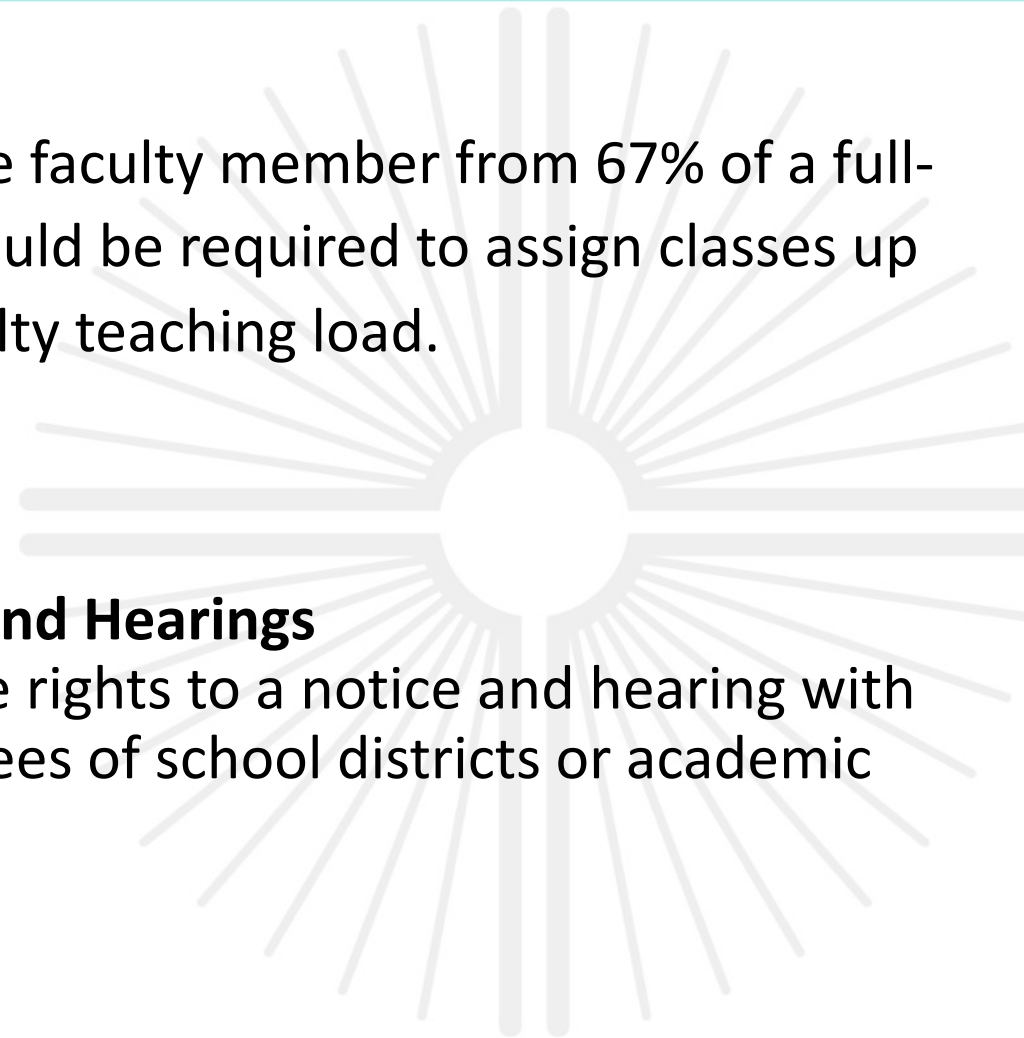 e faculty member from 67% of a full-
uld be required to assign classes up
lty teaching load.
nd Hearings
e rights to a notice and hearing with
ees of school districts or academic